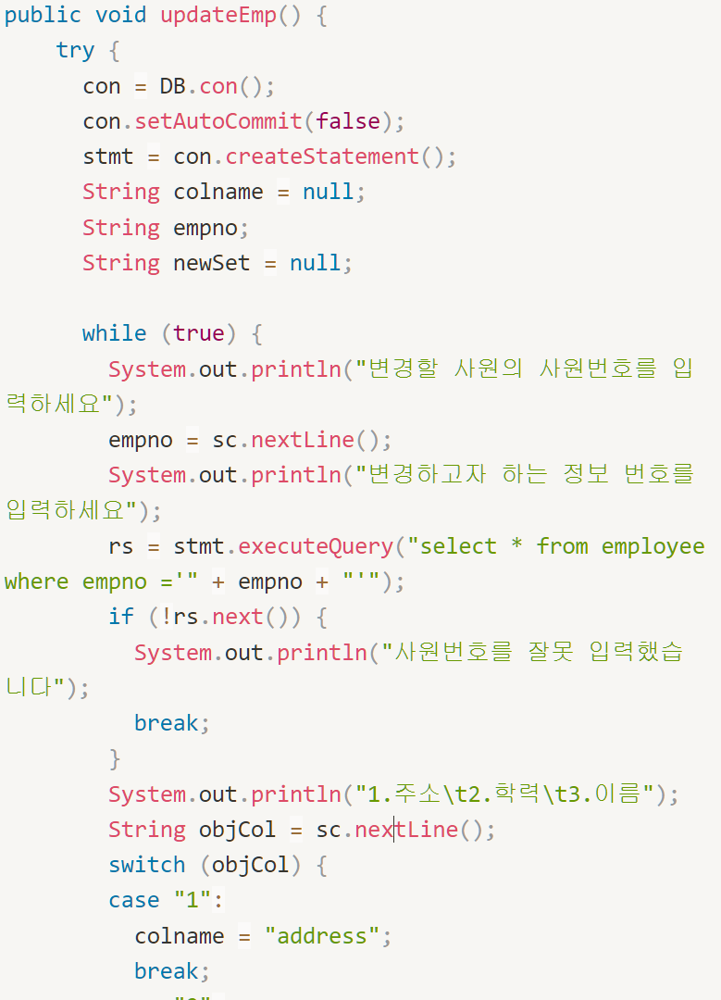 public void updateEmp() {
try {
con = DB.con();
con.setAutoCommit(false);
stmt = con.createStatement();
String colname = null;
String empno;
String newSet = null;
while (true) {
System.out.println("변경할 사원의 사원번호를 입
력하세요");
empno = sc.nextLine();
System.out.println("변경하고자 하는 정보 번호를
입력하세요");
rs = stmt.executeQuery("select * from employee
where empno ='" + empno + "'");
if (!rs.next()) {
System.out.println("사원번호를 잘못 입력했습
니다");
break;
}
System.out.println("1.주소\t2.학력\t3.이름");
String objCol = sc.nextLine();
switch (objCol) {
case "1":
colname = "address";
break;